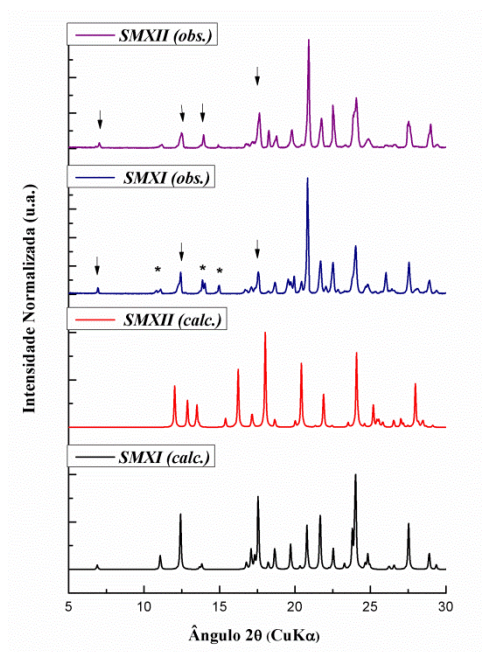 SMXII (obs.)
SMXI (obs.)
* * *
SMXII (calc.)
SMXI (calc.)
Intensidade Normalizada (u.a.)
5 10 15 20 25 30
Ângulo 2θ (CuKα)